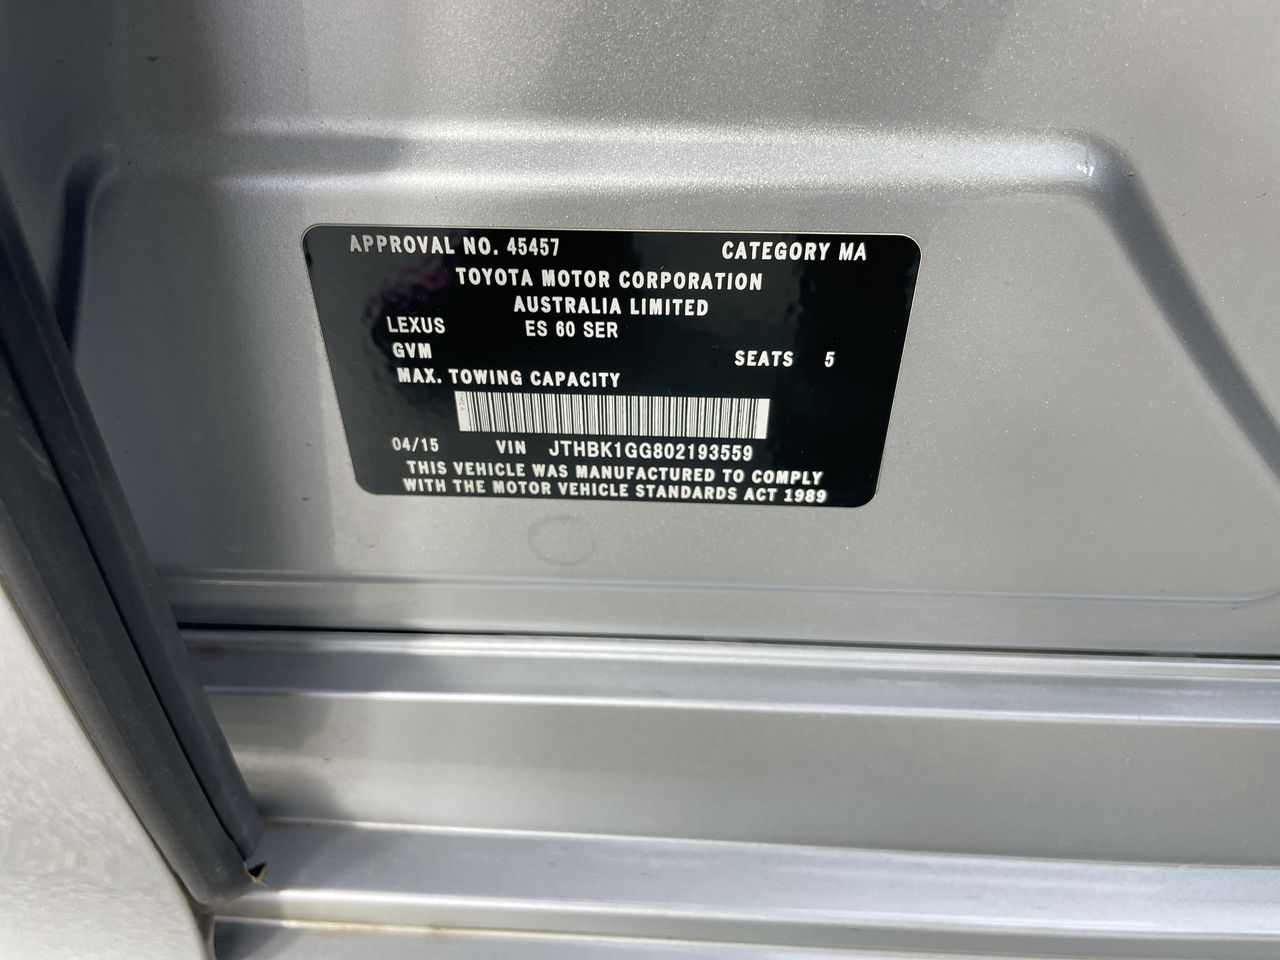 APPROVAL NO. 45457 CATEGORY MA
TOYOTA MOTOR CORPORATION
AUSTRALIA LIMITED
LEXUS ES 60 SER
GVM SEATS 5
MAX. TOWING CAPACITY
04/15 VIN JTHBK1GG802193559
THIS VEHICLE WAS MANUFACTURED TO COMPLY
WITH THE MOTOR VEHICLE STANDARDS ACT 1989